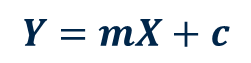 Y = mX + c